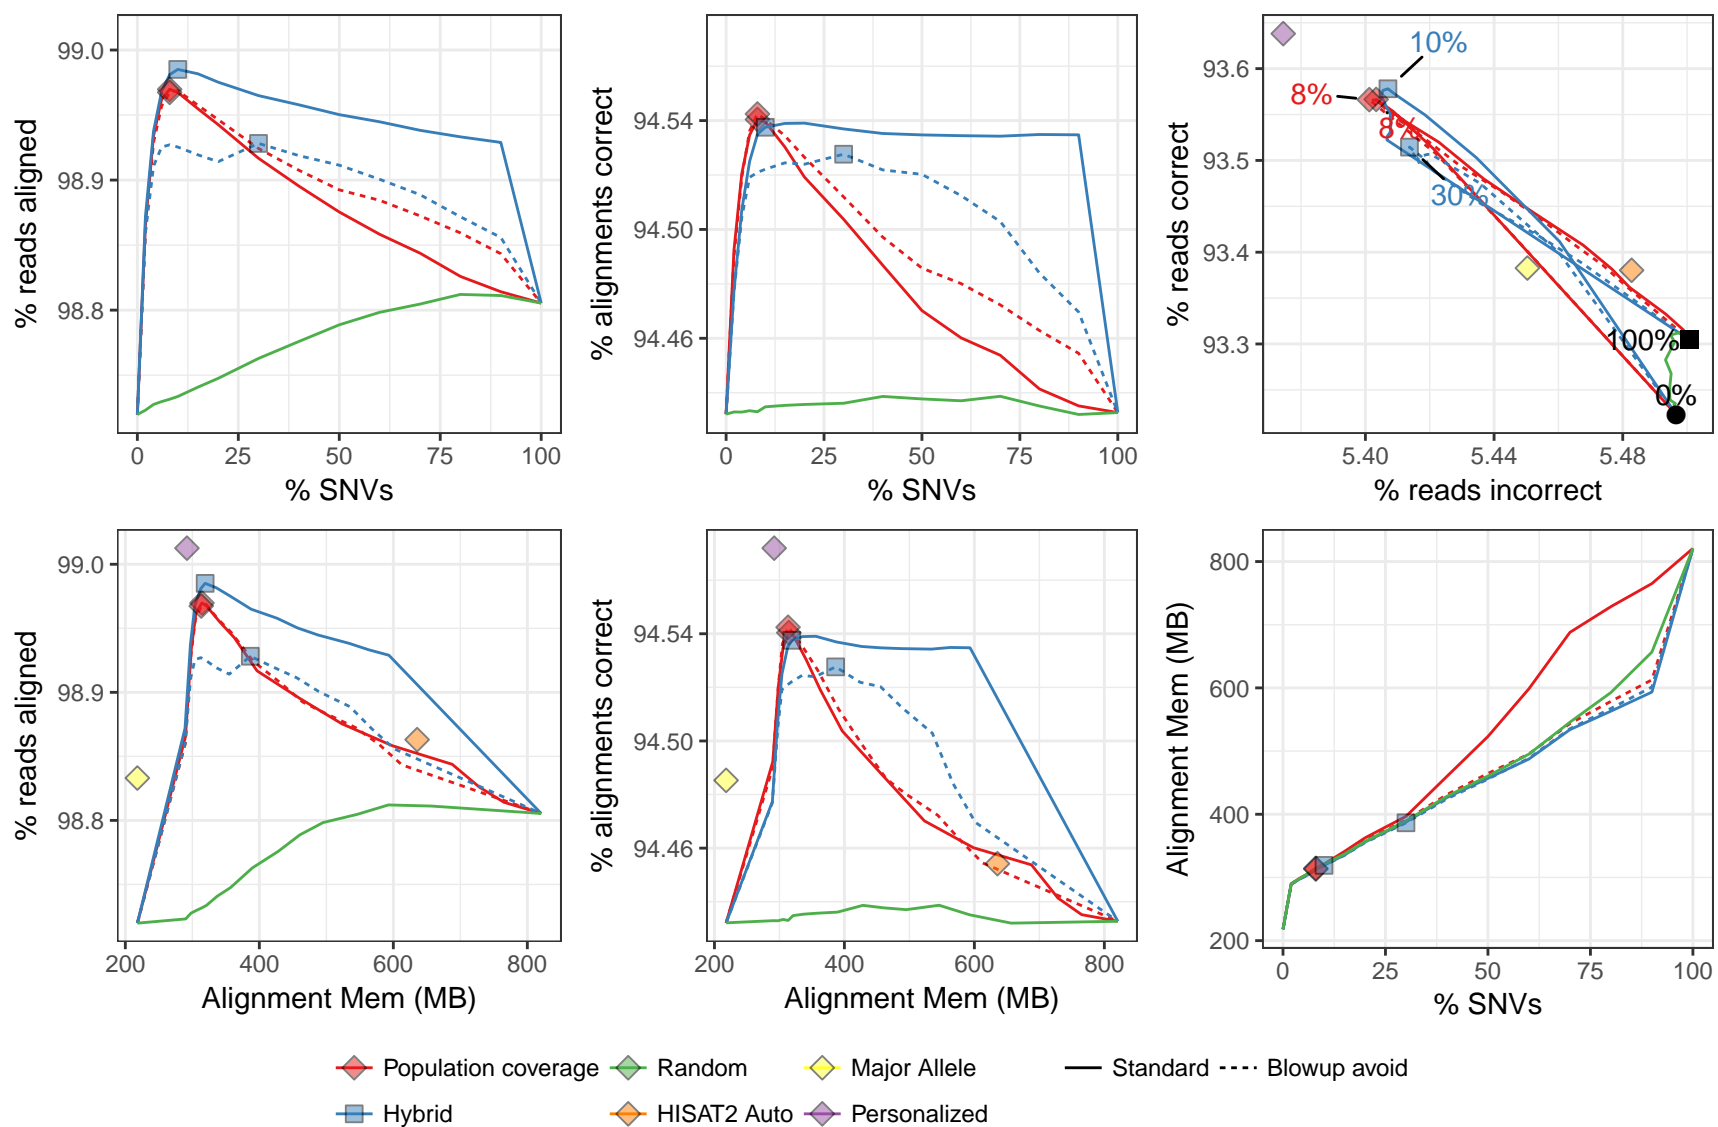 99.0
98.9
98.8
% reads aligned
0 25 50 75 100
% SNVs
94.54
94.50
94.46
% alignments correct
0 25 50 75 100
% SNVs
93.6
93.5
93.4
93.3
% reads correct
10%
8%
8%
30%
100%
0%
5.40 5.44 5.48
% reads incorrect
99.0
98.9
98.8
% reads aligned
200 400 600 800
Alignment Mem (MB)
94.54
94.50
94.46
% alignments correct
200 400 600 800
Alignment Mem (MB)
800
600
400
200
Alignment Mem (MB)
0 25 50 75 100
% SNVs
Population coverage Random Major Allele Standard Blowup avoid
Hybrid HISAT2 Auto Personalized